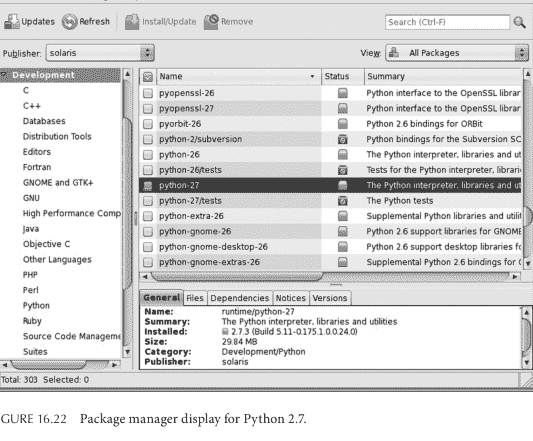 Updates Refresh Install/Update Remove Search (Ctrl-F)
Publisher: solaris View: All Packages
Development
C
C++
Databases
Distribution Tools
Editors
Fortran
GNOME and GTK+
GNU
High Performance Comp
Java
Objective C
Other Languages
PHP
Perl
Python
Ruby
Source Code Manageme
Suites
Name Status Summary
pyopenssl-26 Python interface to the OpenSSL librar
pyopenssl-27 Python interface to the OpenSSL librar
pyorbit-26 Python 2.6 bindings for ORBit
python-2/subversion Python bindings for the Subversion SC
python-26 The Python interpreter, libraries and ut
python-26/tests Tests for the Python interpreter, librari
python-27 The Python interpreter, libraries and ut
python-27/tests The Python tests
python-extra-26 Supplemental Python libraries and utilit
python-gnome-26 Python 2.6 support libraries for GNOME
python-gnome-desktop-26 Python 2.6 support desktop libraries fo
python-gnome-extras-26 Supplemental Python 2.6 bindings for G
General Files Dependencies Notices Versions
Name: runtime/python-27
Summary: The Python interpreter, libraries and utilities
Installed: 2.7.3 (Build 5.11-0.175.1.0.0.24.0)
Size: 29.84 MB
Category: Development/Python
Publisher: solaris
Total: 303 Selected: 0
GURE 16.22 Package manager display for Python 2.7.